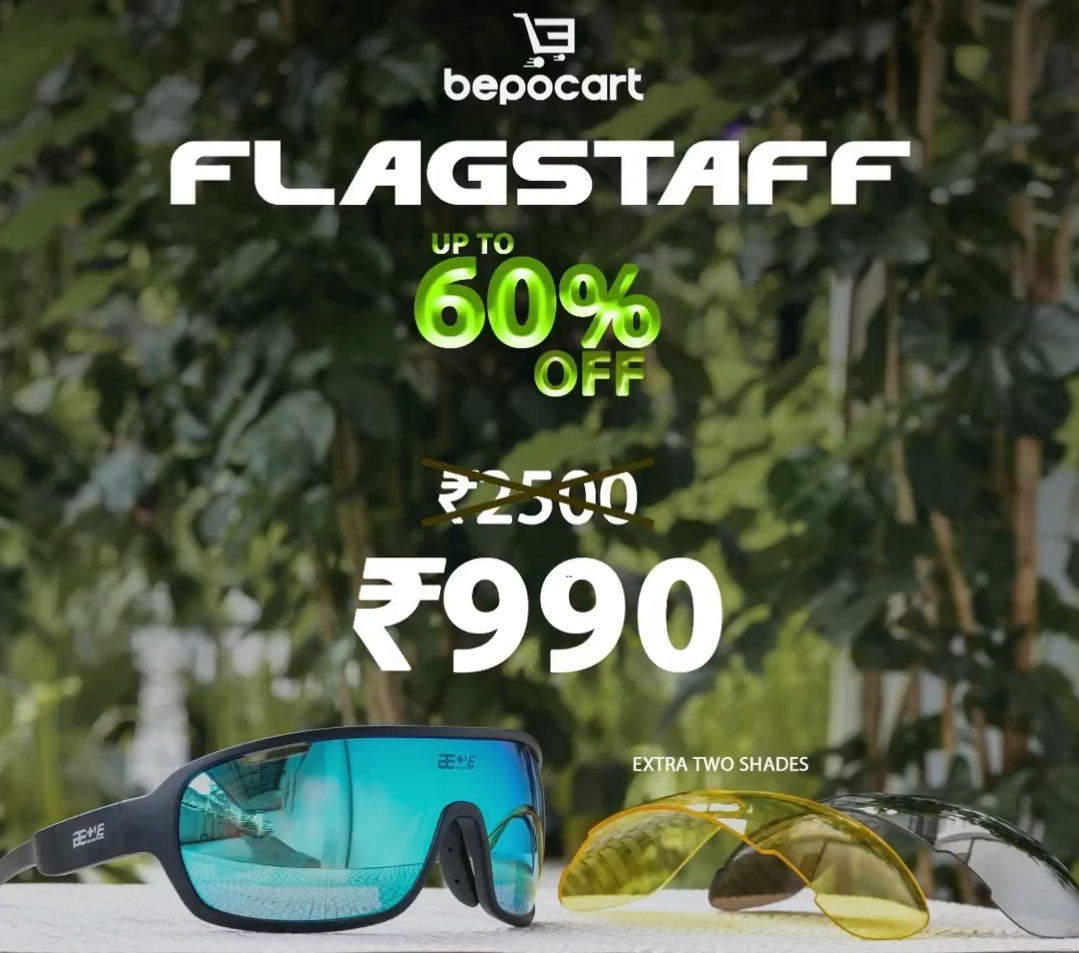 bepocart
FLAGSTAFF
UP TO
60%
OFF
₹2500
₹990
EXTRA TWO SHADES